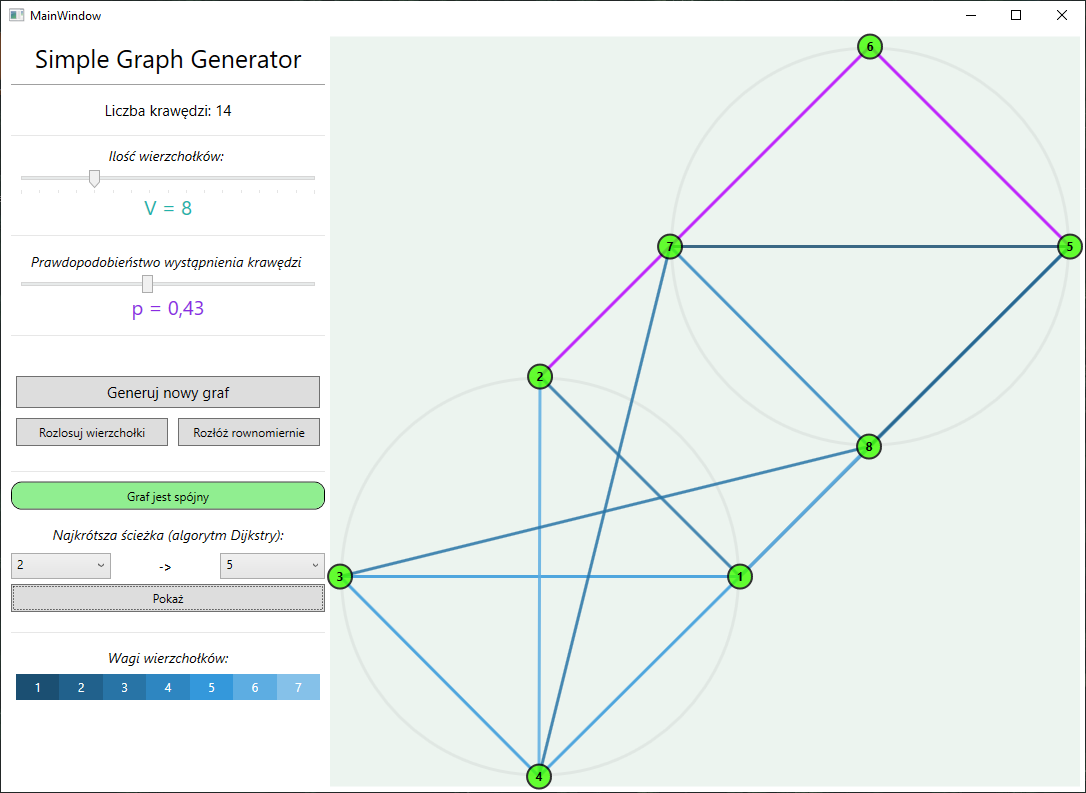 MainWindow
Simple Graph Generator
Liczba krawędzi: 14
Ilość wierzchołków:
V = 8
Prawdopodobieństwo wystąpnienia krawędzi
p = 0,43
Generuj nowy graf
Rozlosuj wierzchołki Rozłóż rownomiernie
Graf jest spójny
Najkrótsza ścieżka (algorytm Dijkstry):
2 -> 5
Pokaż
Wagi wierzchołków:
1 2 3 4 5 6 7
6
7 5
2
8
3 1
4